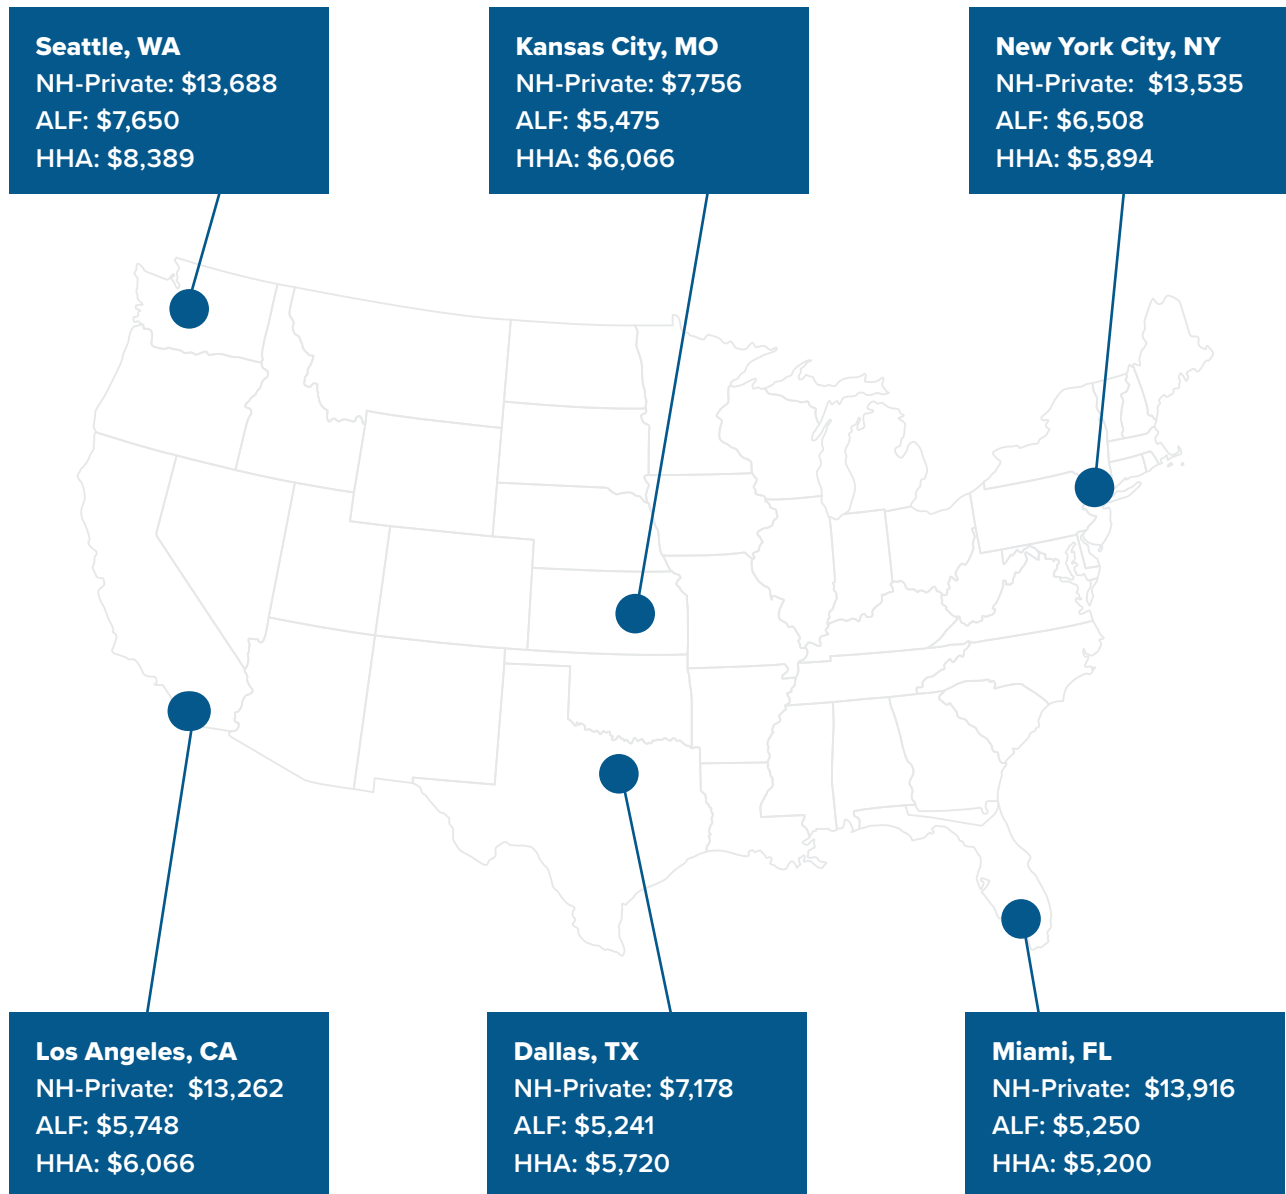 Seattle, WA
NH-Private: $13,688
ALF: $7,650
HHA: $8,389
Kansas City, MO
NH-Private: $7,756
ALF: $5,475
HHA: $6,066
New York City, NY
NH-Private: $13,535
ALF: $6,508
HHA: $5,894
Los Angeles, CA
NH-Private: $13,262
ALF: $5,748
HHA: $6,066
Dallas, TX
NH-Private: $7,178
ALF: $5,241
HHA: $5,720
Miami, FL
NH-Private: $13,916
ALF: $5,250
HHA: $5,200